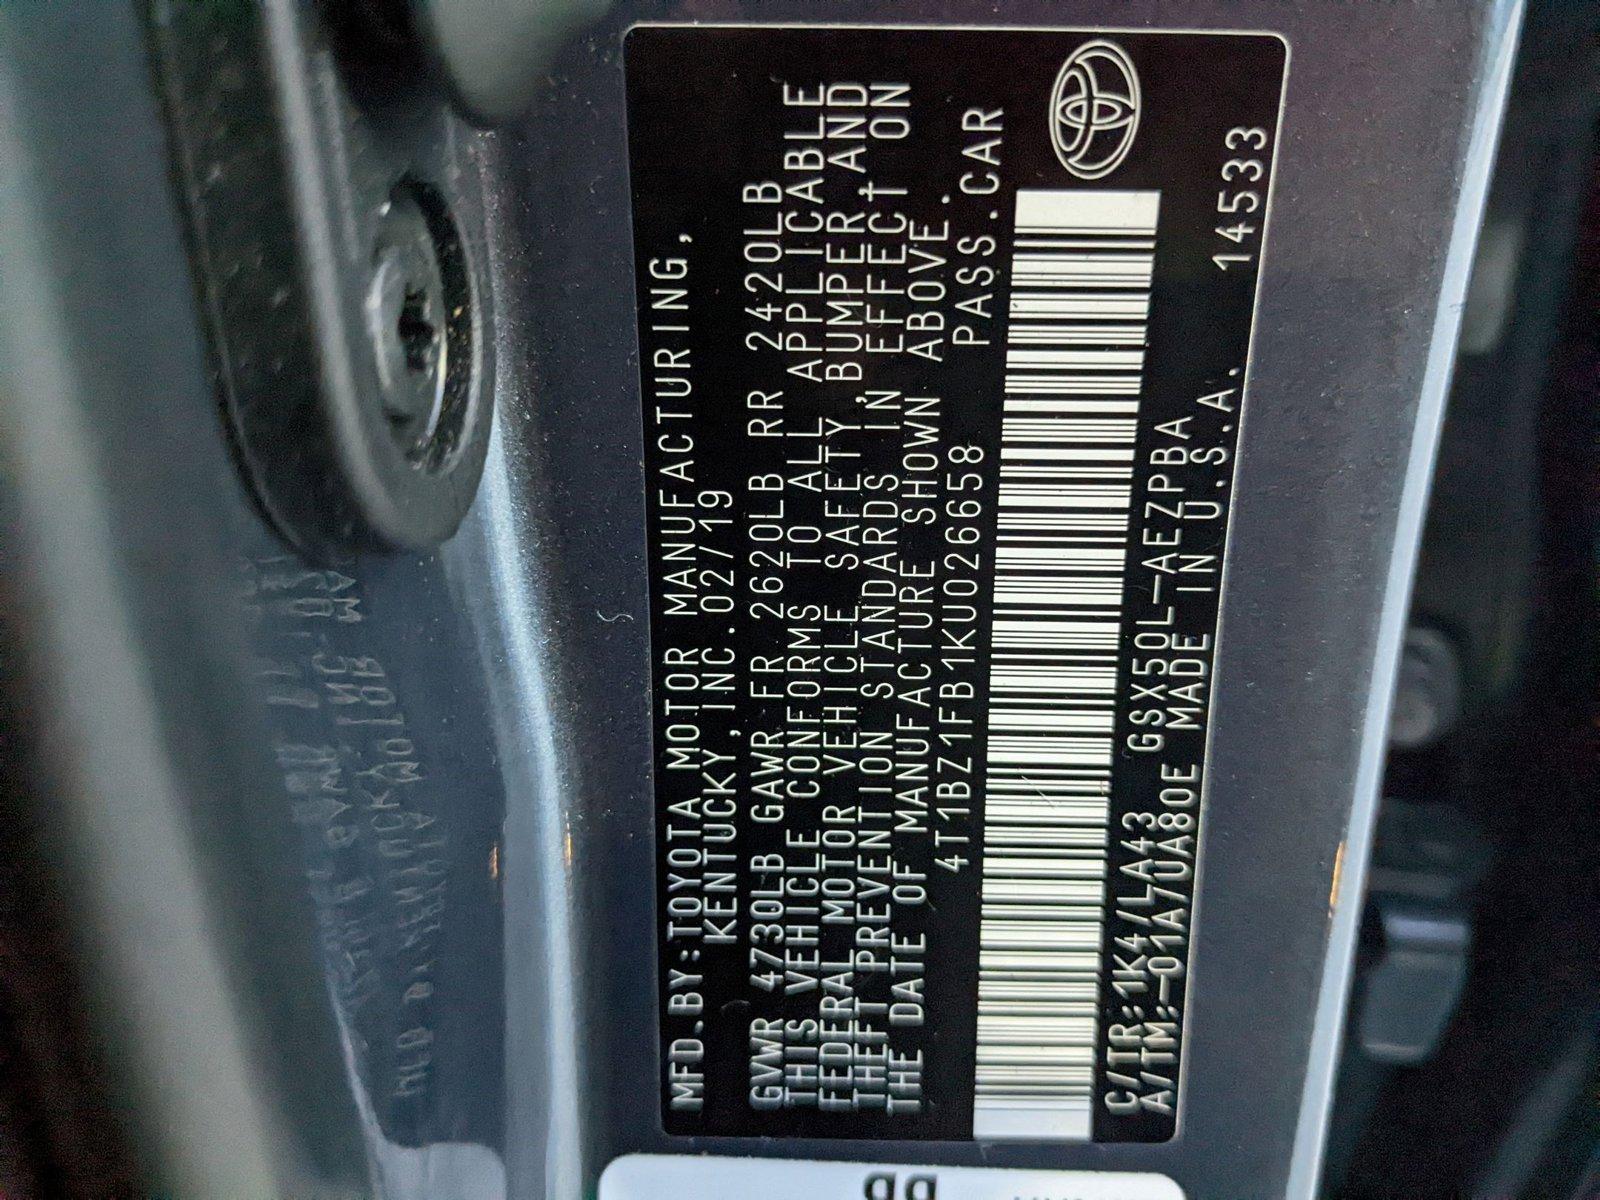 MFD.BY:TOYOTA MOTOR MANUFACTURING,
KENTUCKY,INC.02/19
GVWR 4730LB GAWR FR 2620LB RR 2420LB
THIS VEHICLE CONFORMS TO ALL APPLICABLE
FEDERAL MOTOR VEHICLE SAFETY,BUMPER,AND
THEFT PREVENTION STANDARDS IN EFFECT ON
THE DATE OF MANUFACTURE SHOWN ABOVE.
4T1BZ1FB1KU026658 PASS.CAR
C/TR:1K4/LA43 GSX50L-AEZPBA
A/TM:-01A/UA80E MADE IN U.S.A. 14533